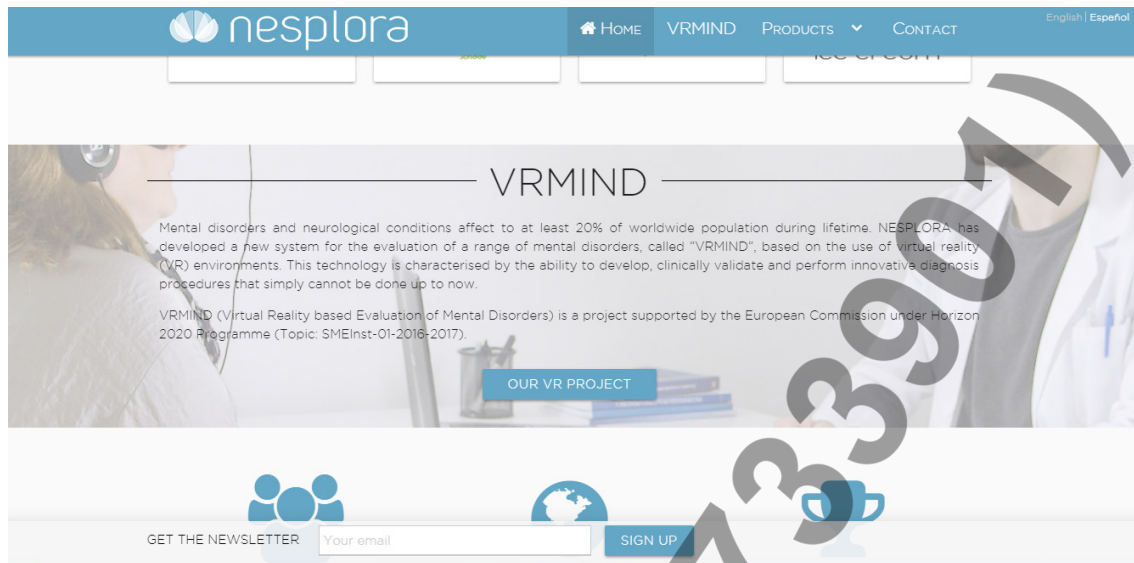 nesplora
Home VRMIND Products Contact
English | Español
ice cream
VRMIND
Mental disorders and neurological conditions affect to at least 20% of worldwide population during lifetime. NESPLORA has
developed a new system for the evaluation of a range of mental disorders, called "VRMIND", based on the use of virtual reality
(VR) environments. This technology is characterised by the ability to develop, clinically validate and perform innovative diagnosis
procedures that simply cannot be done up to now.
VRMIND (Virtual Reality based Evaluation of Mental Disorders) is a project supported by the European Commission under Horizon
2020 Programme (Topic: SMEInst-01-2016-2017).
OUR VR PROJECT
GET THE NEWSLETTER Your email SIGN UP
33901)